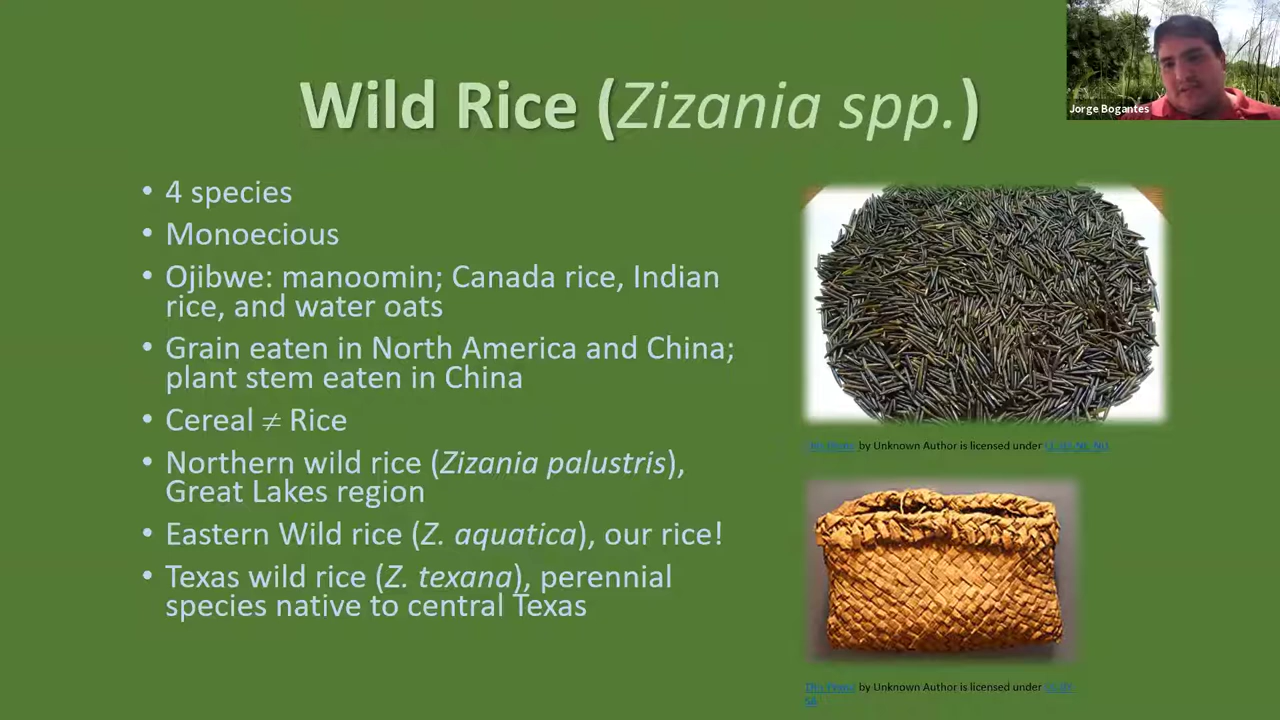 Jorge Bogantes
Wild Rice (Zizania spp.)
• 4 species
• Monoecious
• Ojibwe: manoomin; Canada rice, Indian
rice, and water oats
• Grain eaten in North America and China;
plant stem eaten in China
• Cereal ≠ Rice
• Northern wild rice (Zizania palustris),
Great Lakes region
• Eastern Wild rice (Z. aquatica), our rice!
• Texas wild rice (Z. texana), perennial
species native to central Texas
by Unknown Author is licensed under
This Photo by Unknown Author is licensed under